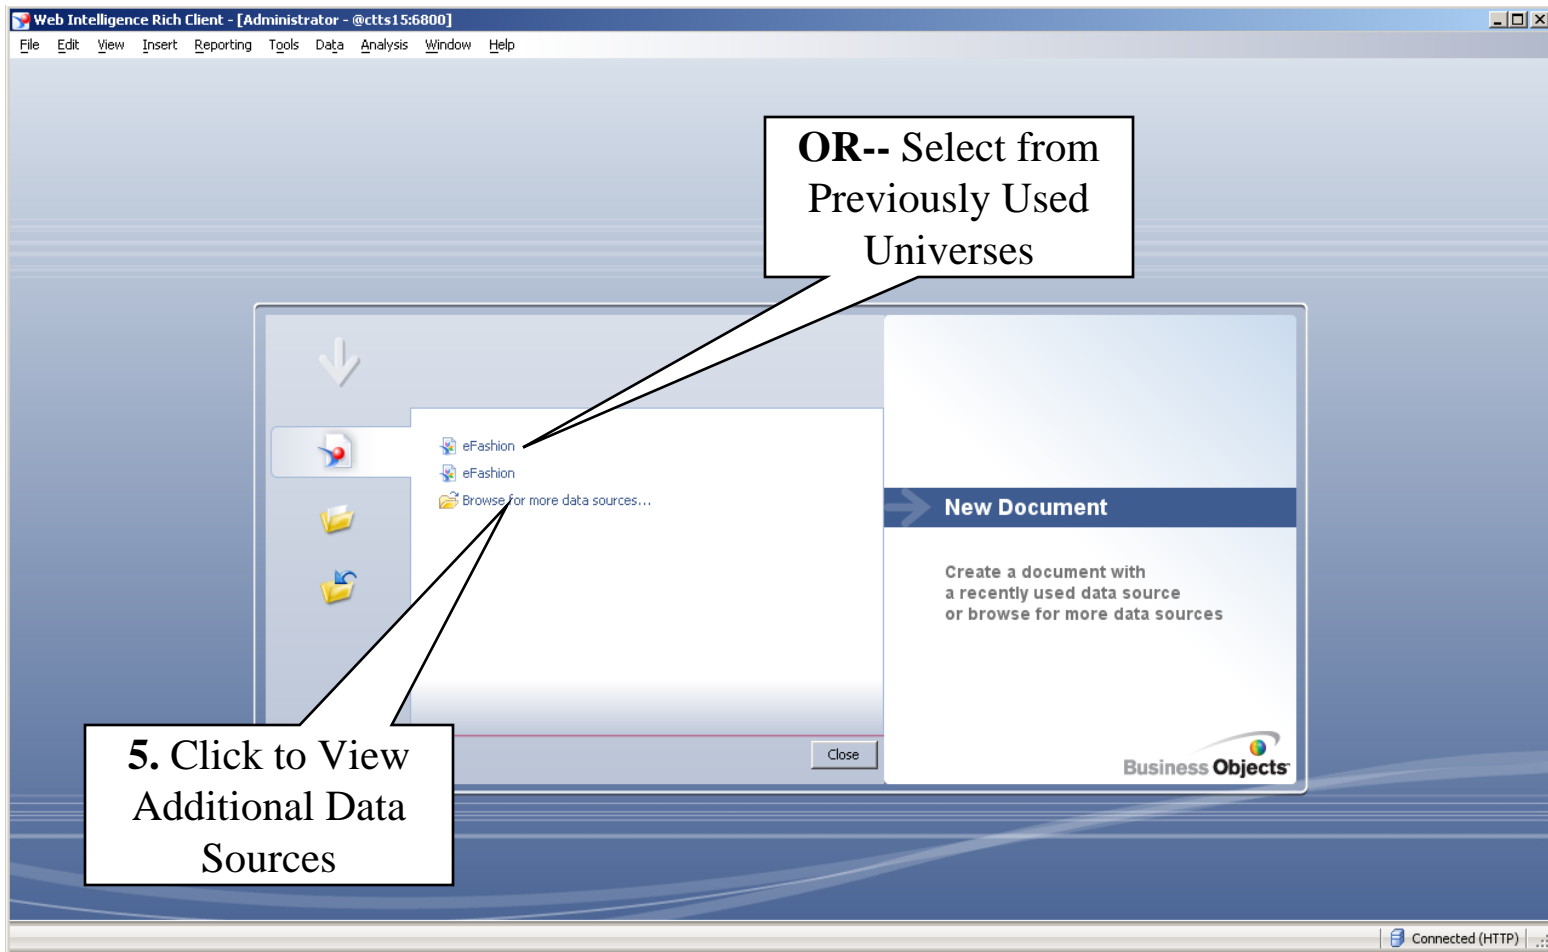 Web Intelligence Rich Client - [Administrator - @ctts15:6800]
File Edit View Insert Reporting Tools Data Analysis Window Help
OR-- Select from
Previously Used
Universes
eFashion
eFashion
Browse for more data sources...
New Document
Create a document with
a recently used data source
or browse for more data sources
5. Click to View
Additional Data
Sources
Close
Business Objects
Connected (HTTP)